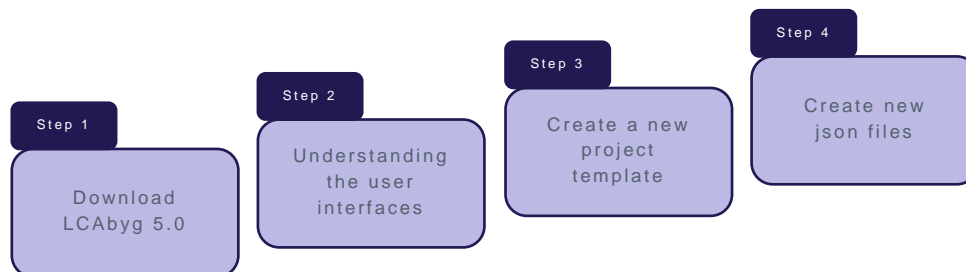 Step 1
Download
LCAbyg 5.0
Step 2
Understanding
the user
interfaces
Step 3
Create a new
project
template
Step 4
Create new
json files